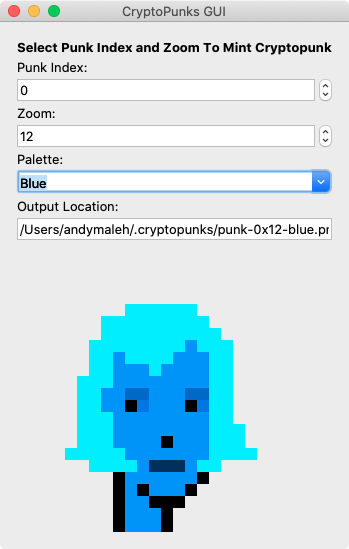 CryptoPunks GUI
Select Punk Index and Zoom To Mint Cryptopunk
Punk Index:
0
Zoom:
12
Palette:
Blue
Output Location:
/Users/andymaleh/.cryptopunks/punk-0x12-blue.pr